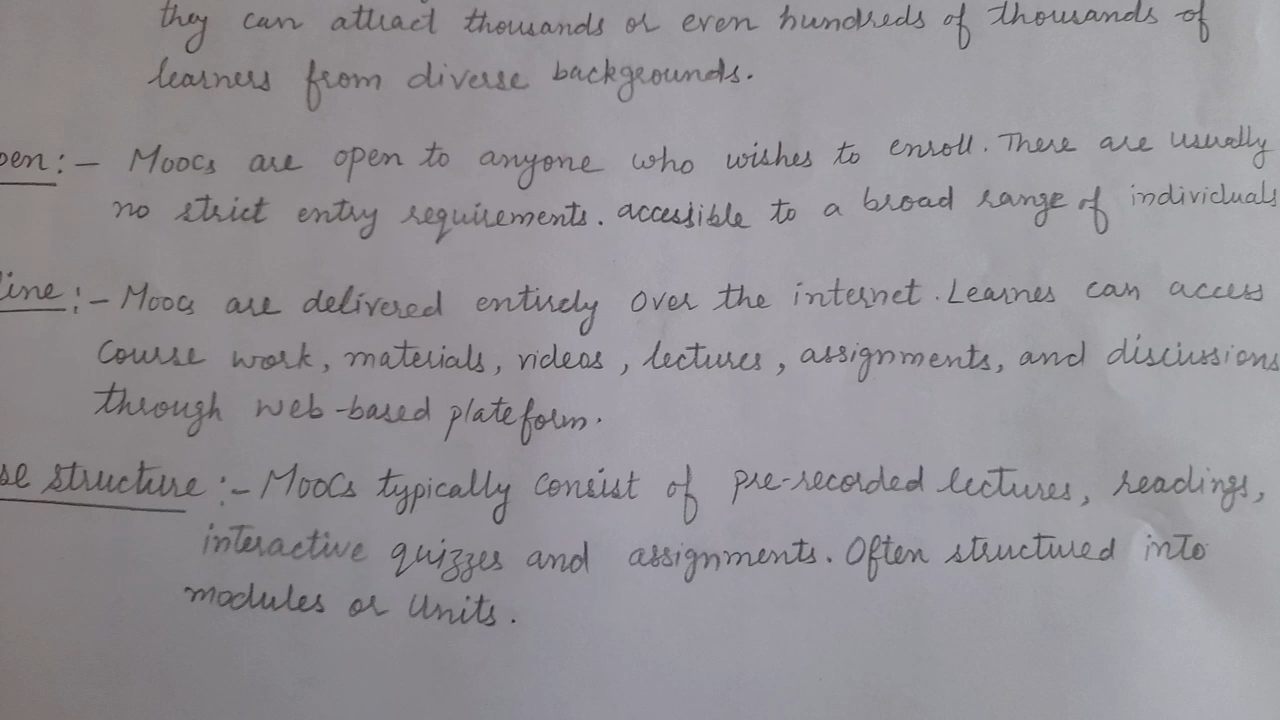 they can attract thousands or even hundreds of thousands of
learners from diverse backgrounds.
pen:- Moocs are open to anyone who wishes to enroll. There are usually
no strict entry requirements. accessible to a broad range of individuals
line:- Moocs are delivered entirely over the internet. Learnes can access
Course work, materials, videos, lectures, assignments, and discussions
through web-based plateform.
se structure:- MOOCs typically consist of pre-recorded lectures, readings,
interactive quizzes and assignments. Often structured into
modules or Units.